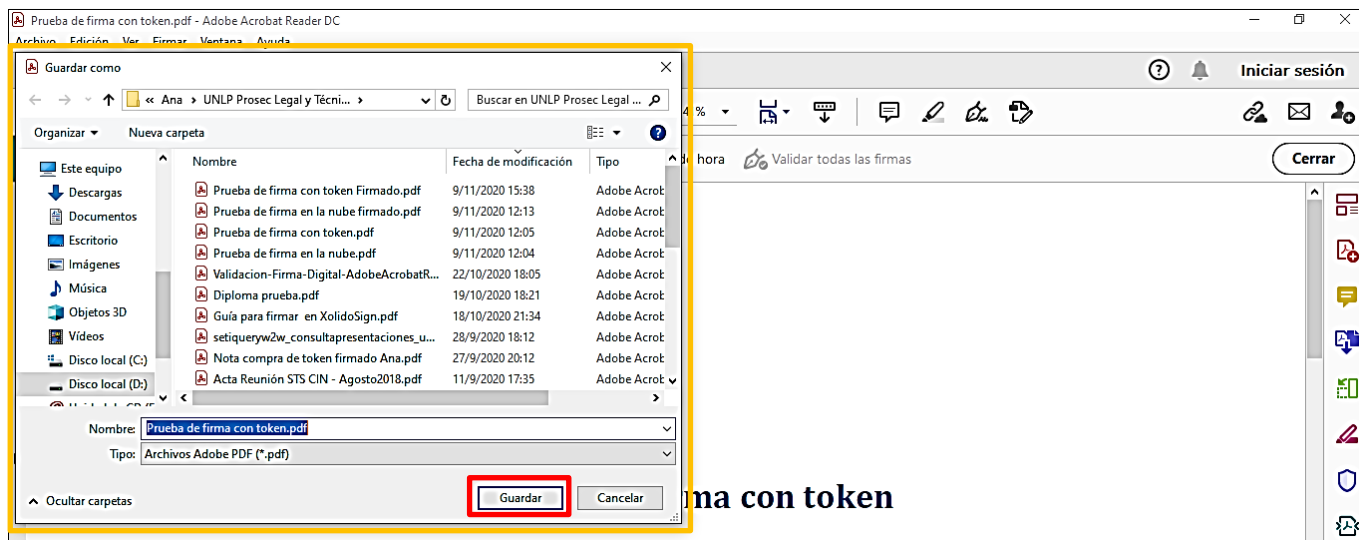 Prueba de firma con token.pdf - Adobe Acrobat Reader DC
Archivo Edición Ver Firmar Ventana Ayuda
Guardar como
Iniciar sesión
« Ana › UNLP Prosec Legal y Técni... ›
Buscar en UNLP Prosec Legal ...
Organizar
Nueva carpeta
de hora
Validar todas las firmas
Cerrar
Este equipo
Descargas
Documentos
Escritorio
Imágenes
Música
Objetos 3D
Vídeos
Disco local (C:)
Disco local (D:)
Nombre Fecha de modificación Tipo
Prueba de firma con token Firmado.pdf 9/11/2020 15:38 Adobe Acrob
Prueba de firma en la nube firmado.pdf 9/11/2020 12:13 Adobe Acrob
Prueba de firma con token.pdf 9/11/2020 12:05 Adobe Acrob
Prueba de firma en la nube.pdf 9/11/2020 12:04 Adobe Acrob
Validacion-Firma-Digital-AdobeAcrobatR... 22/10/2020 18:05 Adobe Acrob
Diploma prueba.pdf 19/10/2020 18:21 Adobe Acrob
Guía para firmar en XolidoSign.pdf 18/10/2020 21:34 Adobe Acrob
setiqueryw2w_consultapresentaciones_u... 28/9/2020 18:12 Adobe Acrob
Nota compra de token firmado Ana.pdf 27/9/2020 20:12 Adobe Acrob
Acta Reunión STS CIN - Agosto2018.pdf 11/9/2020 17:35 Adobe Acrob
Nombre: Prueba de firma con token.pdf
Tipo: Archivos Adobe PDF (*.pdf)
Ocultar carpetas
Guardar
Cancelar
ma con token